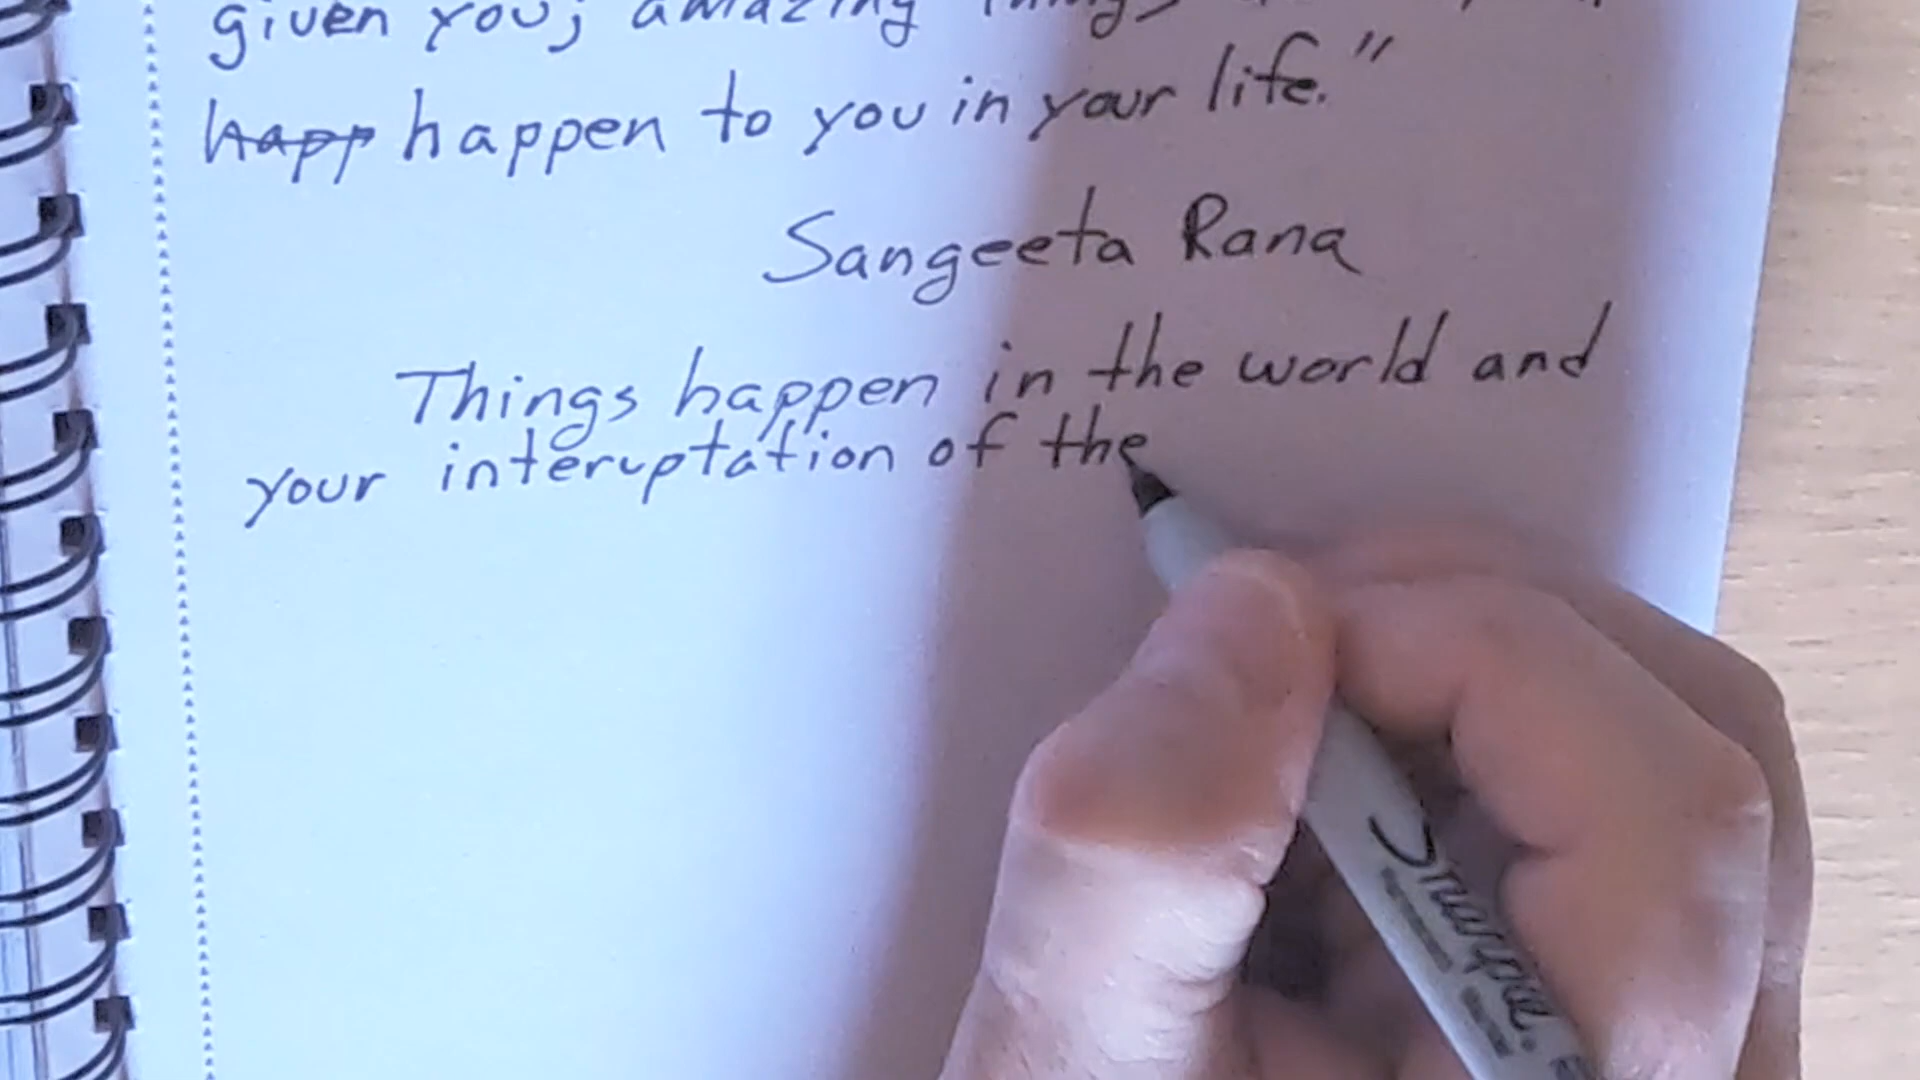 given you; amazing things
happ happen to you in your life."
Sangeeta Rana
Things happen in the world and
your interuptation of the
Sharpie.